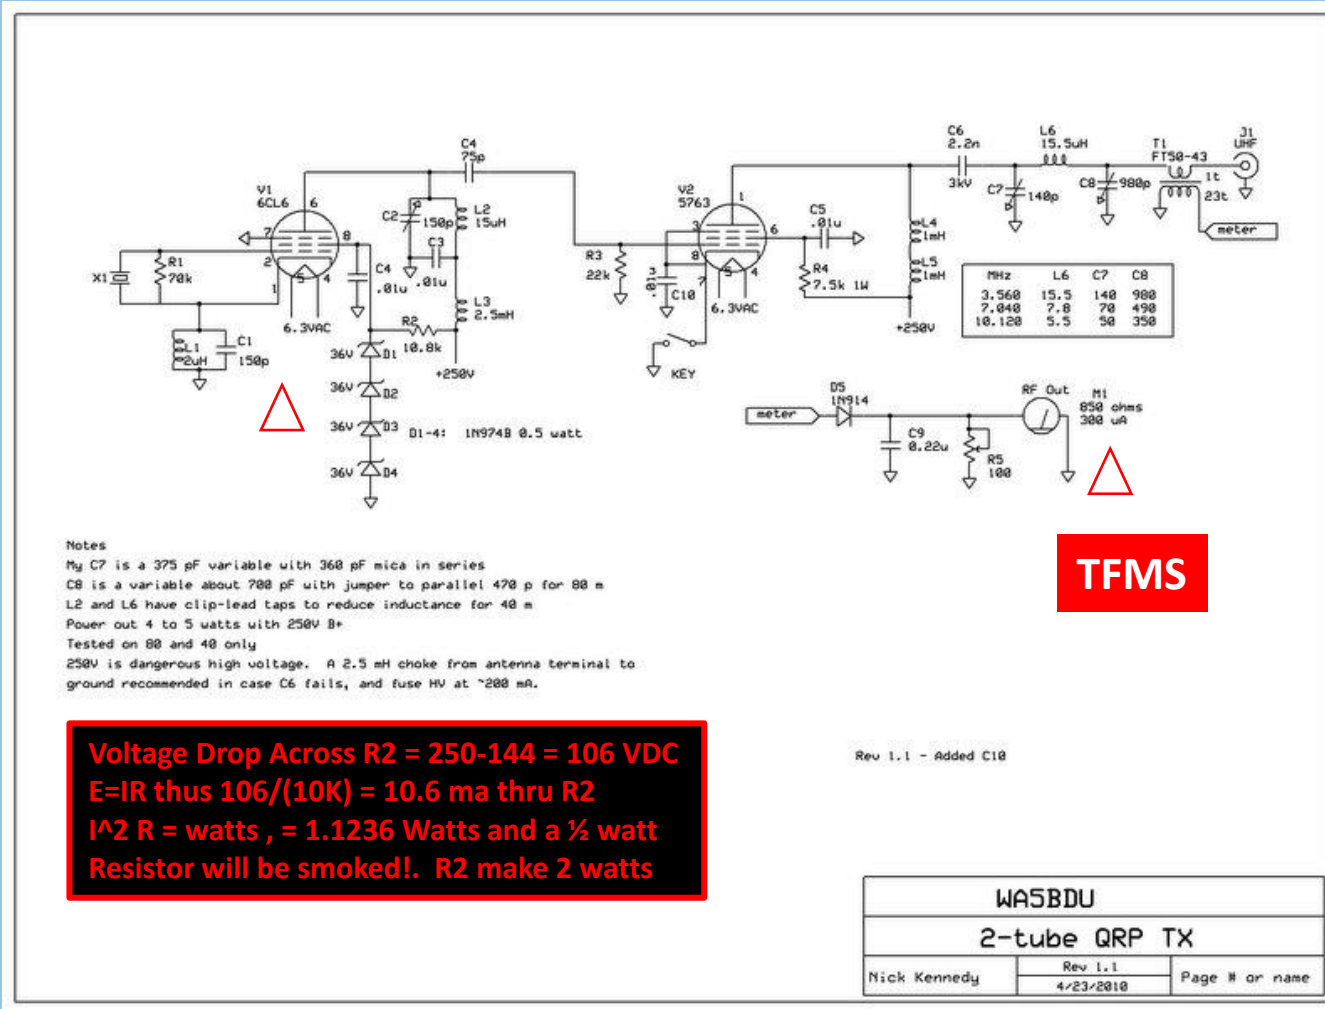 C4
75p
V1
6CL6
6
7
8
2
1
5
4
X1
R1
70k
L1
2uH
C1
150p
6.3VAC
C2
150p
L2
15uH
C3
.01u
C4
.01u
L3
2.5mH
R2
10.8k
+250V
36V D1
36V D2
36V D3
36V D4
D1-4: 1N974B 0.5 watt
V2
5763
1
3
6
8
7
5
4
R3
22k
.01
C10
6.3VAC
KEY
C5
.01u
R4
7.5k 1W
L4
1mH
L5
1mH
+250V
C6
2.2n
3kV
L6
15.5uH
C7
140p
C8
980p
T1
FT50-43
1t
23t
J1
UHF
meter
MHz L6 C7 C8
3.560 15.5 140 980
7.040 7.8 70 490
10.120 5.5 50 350
meter
D5
1N914
C9
0.22u
R5
100
RF Out
M1
850 ohms
300 uA
TFMS
Notes
My C7 is a 375 pF variable with 360 pF mica in series
C8 is a variable about 700 pF with jumper to parallel 470 p for 80 m
L2 and L6 have clip-lead taps to reduce inductance for 40 m
Power out 4 to 5 watts with 250V B+
Tested on 80 and 40 only
250V is dangerous high voltage. A 2.5 mH choke from antenna terminal to
ground recommended in case C6 fails, and fuse HV at ~200 mA.
Voltage Drop Across R2 = 250-144 = 106 VDC
E=IR thus 106/(10K) = 10.6 ma thru R2
I^2 R = watts , = 1.1236 Watts and a ½ watt
Resistor will be smoked!. R2 make 2 watts
Rev 1.1 - Added C10
WA5BDU
2-tube QRP TX
Nick Kennedy
Rev 1.1
4/23/2010
Page # or name